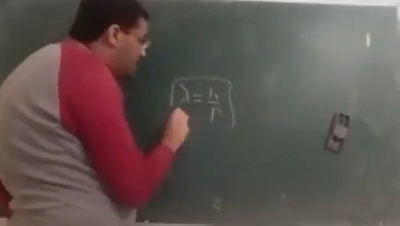 λ = h/p